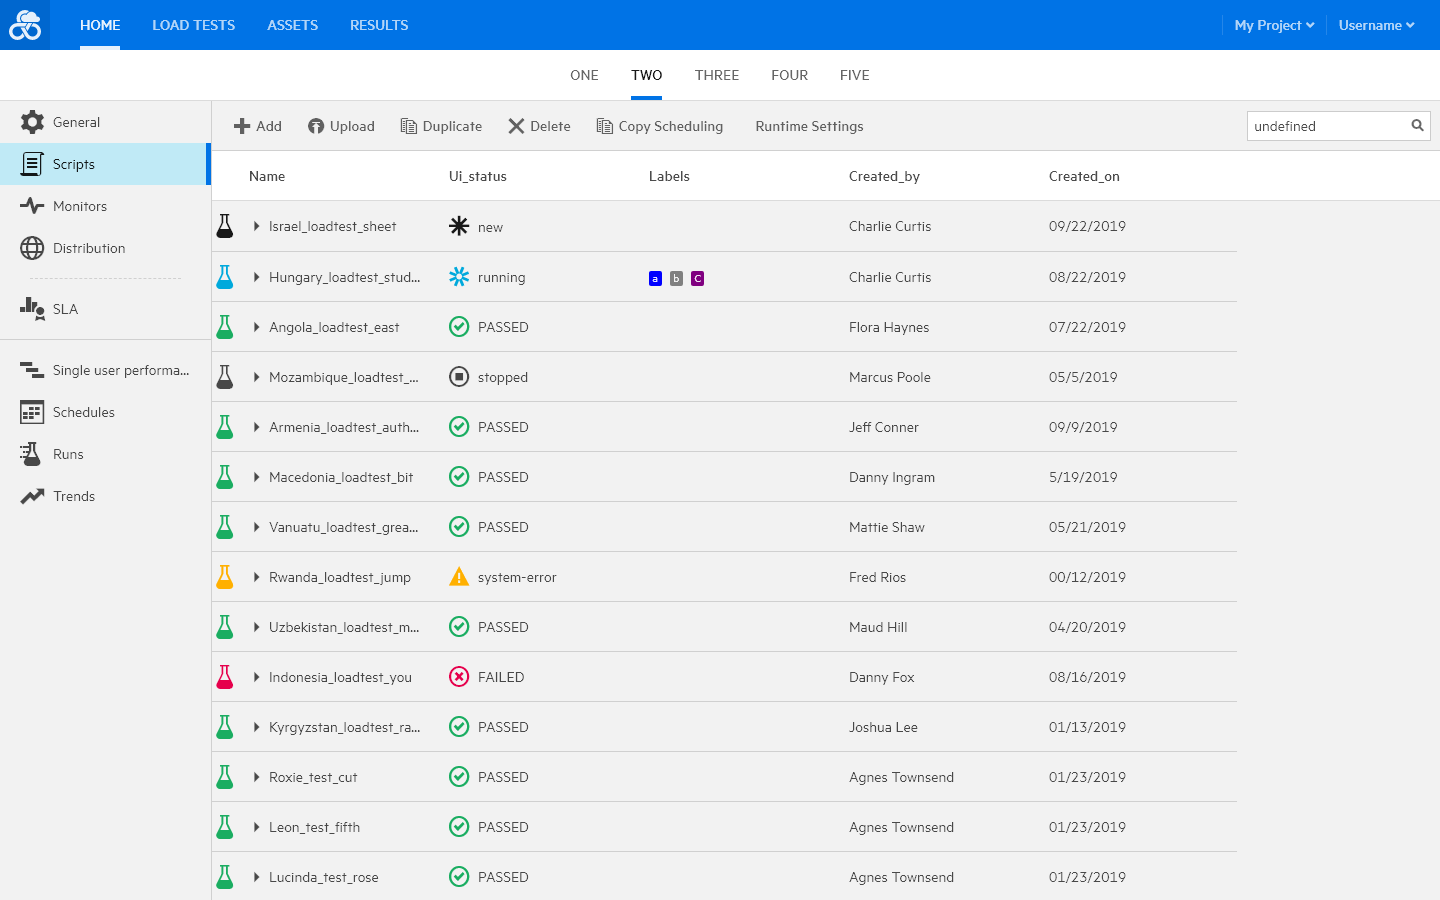 HOME LOAD TESTS ASSETS RESULTS My Project Username
ONE TWO THREE FOUR FIVE
General
Scripts
Monitors
Distribution
SLA
Single user performa...
Schedules
Runs
Trends
Add Upload Duplicate Delete Copy Scheduling Runtime Settings undefined
Name Ui_status Labels Created_by Created_on
Israel_loadtest_sheet new Charlie Curtis 09/22/2019
Hungary_loadtest_stud... running a b C Charlie Curtis 08/22/2019
Angola_loadtest_east PASSED Flora Haynes 07/22/2019
Mozambique_loadtest_... stopped Marcus Poole 05/5/2019
Armenia_loadtest_auth... PASSED Jeff Conner 09/9/2019
Macedonia_loadtest_bit PASSED Danny Ingram 5/19/2019
Vanuatu_loadtest_grea... PASSED Mattie Shaw 05/21/2019
Rwanda_loadtest_jump system-error Fred Rios 00/12/2019
Uzbekistan_loadtest_m... PASSED Maud Hill 04/20/2019
Indonesia_loadtest_you FAILED Danny Fox 08/16/2019
Kyrgyzstan_loadtest_ra... PASSED Joshua Lee 01/13/2019
Roxie_test_cut PASSED Agnes Townsend 01/23/2019
Leon_test_fifth PASSED Agnes Townsend 01/23/2019
Lucinda_test_rose PASSED Agnes Townsend 01/23/2019